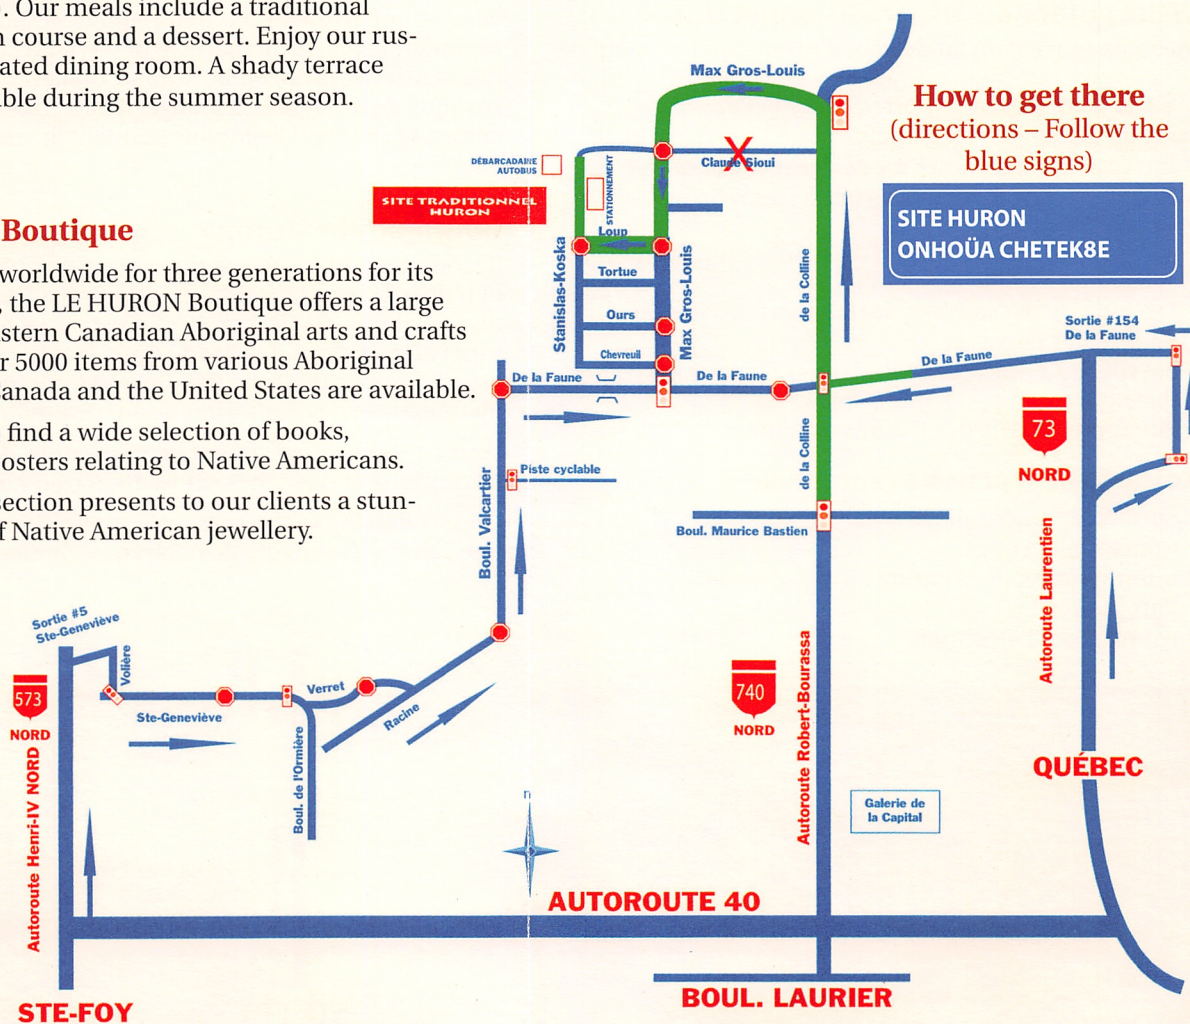 . Our meals include a traditional
course and a dessert. Enjoy our rus-
ated dining room. A shady terrace
ble during the summer season.
Boutique
worldwide for three generations for its
, the LE HURON Boutique offers a large
stern Canadian Aboriginal arts and crafts
r 5000 items from various Aboriginal
Canada and the United States are available.
find a wide selection of books,
osters relating to Native Americans.
section presents to our clients a stun-
f Native American jewellery.
How to get there
(directions – Follow the
blue signs)
SITE HURON
ONHOÜA CHETEK8E
Max Gros-Louis
Claude Sioui
DÉBARCADAIRE
AUTOBUS
STATIONNEMENT
SITE TRADITIONNEL
HURON
Loup
Tortue
Ours
Chevreuil
Stanislas-Koska
Max Gros-Louis
de la Colline
De la Faune
De la Faune
De la Faune
Sortie #154
De la Faune
73
NORD
de la Colline
Piste cyclable
Boul. Valcartier
Boul. Maurice Bastien
Autoroute Laurentien
Sortie #5
Ste-Geneviève
Volière
573
NORD
Ste-Geneviève
Verret
Racine
Boul. de l'Ormière
Autoroute Henri-IV NORD
740
NORD
Autoroute Robert-Bourassa
QUÉBEC
Galerie de
la Capital
n
AUTOROUTE 40
BOUL. LAURIER
STE-FOY